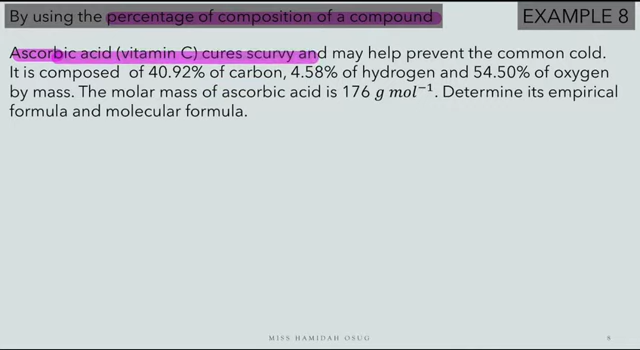 By using the percentage of composition of a compound
EXAMPLE 8
Ascorbic acid (vitamin C) cures scurvy and may help prevent the common cold.
It is composed of 40.92% of carbon, 4.58% of hydrogen and 54.50% of oxygen
by mass. The molar mass of ascorbic acid is 176 g mol⁻¹. Determine its empirical
formula and molecular formula.
MISS HAMIDAH OSUG
8